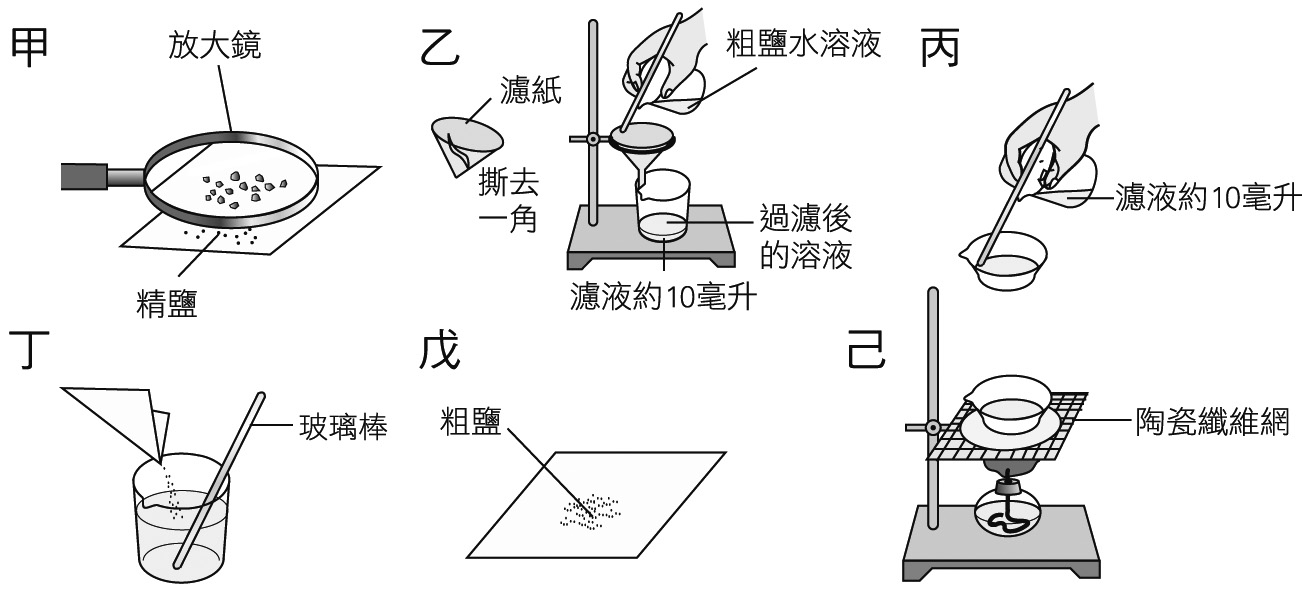 甲
放大鏡
精鹽
乙
濾紙
撕去
一角
粗鹽水溶液
過濾後
的溶液
濾液約10毫升
丙
濾液約10毫升
丁
玻璃棒
戊
粗鹽
己
陶瓷纖維網